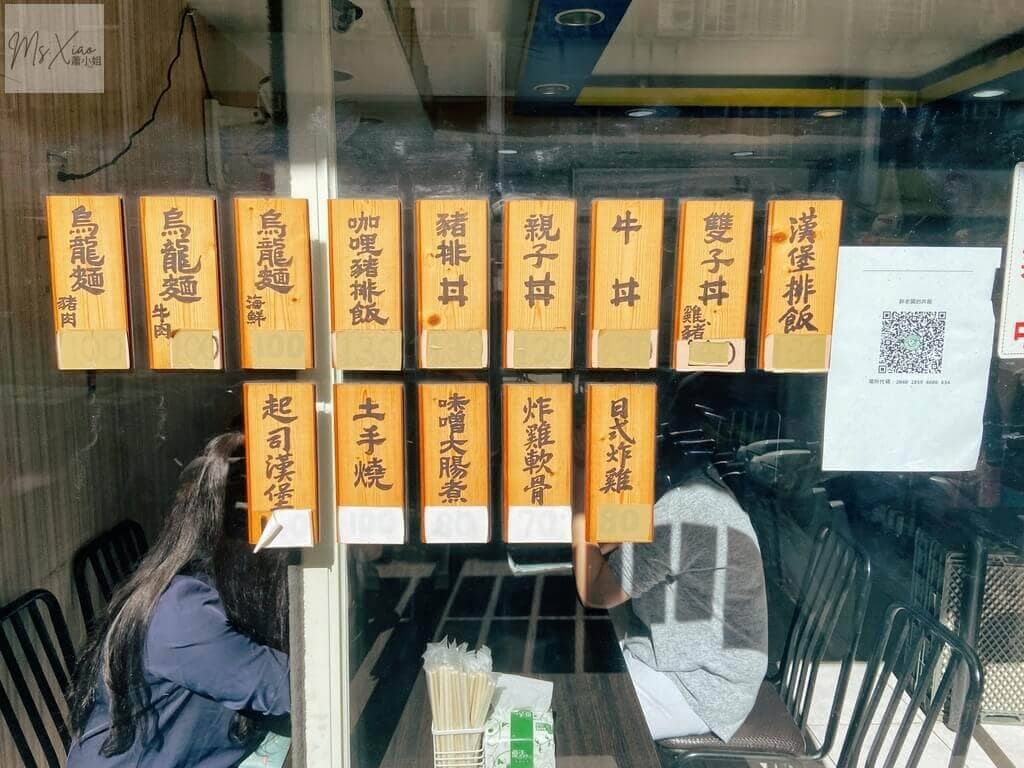 Ms.Xiao
蕭小姐
烏龍麵
豬肉
烏龍麵
牛肉
烏龍麵
海鮮
100
咖哩豬排飯
豬排丼
親子丼
牛丼
雙子丼
雞豬
漢堡排飯
起司漢堡
土手燒
100
味噌大腸煮
80
炸雞軟骨
70
日式炸雞
80